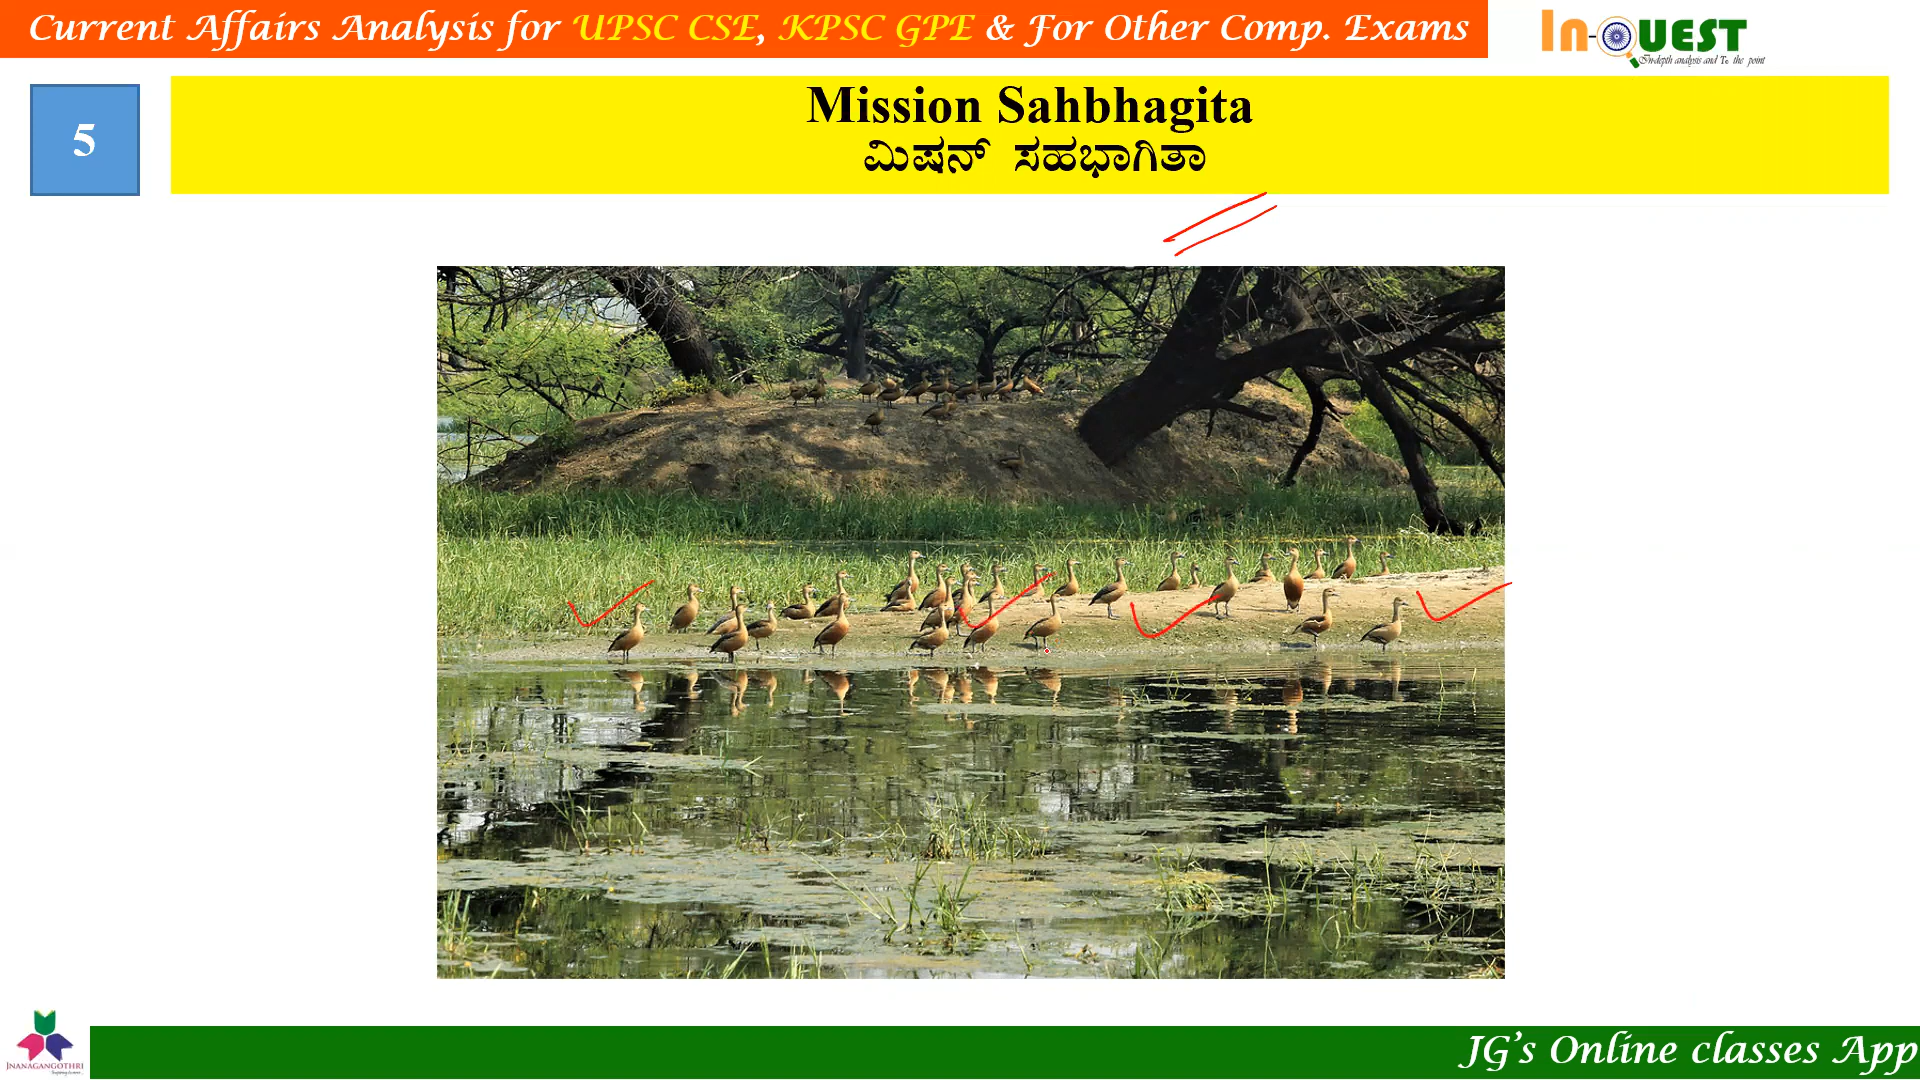 Current Affairs Analysis for UPSC CSE, KPSC GPE & For Other Comp. Exams
In-QUEST
In-depth analysis and To the point
5
Mission Sahbhagita
ಮಿಷನ್ ಸಹಭಾಗಿತಾ
JNANAGANGOTHRI
JG's Online classes App